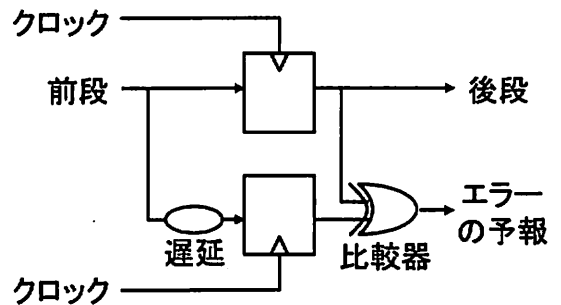 クロック
前段
後段
エラー
の予報
遅延
比較器
クロック